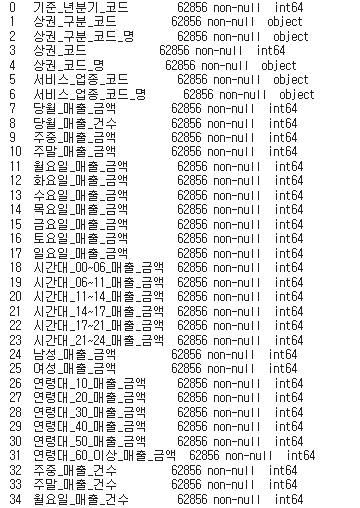 0 기준_년분기_코드 62856 non-null int64
1 상권_구분_코드 62856 non-null object
2 상권_구분_코드_명 62856 non-null object
3 상권_코드 62856 non-null int64
4 상권_코드_명 62856 non-null object
5 서비스_업종_코드 62856 non-null object
6 서비스_업종_코드_명 62856 non-null object
7 당월_매출_금액 62856 non-null int64
8 당월_매출_건수 62856 non-null int64
9 주중_매출_금액 62856 non-null int64
10 주말_매출_금액 62856 non-null int64
11 월요일_매출_금액 62856 non-null int64
12 화요일_매출_금액 62856 non-null int64
13 수요일_매출_금액 62856 non-null int64
14 목요일_매출_금액 62856 non-null int64
15 금요일_매출_금액 62856 non-null int64
16 토요일_매출_금액 62856 non-null int64
17 일요일_매출_금액 62856 non-null int64
18 시간대_00~06_매출_금액 62856 non-null int64
19 시간대_06~11_매출_금액 62856 non-null int64
20 시간대_11~14_매출_금액 62856 non-null int64
21 시간대_14~17_매출_금액 62856 non-null int64
22 시간대_17~21_매출_금액 62856 non-null int64
23 시간대_21~24_매출_금액 62856 non-null int64
24 남성_매출_금액 62856 non-null int64
25 여성_매출_금액 62856 non-null int64
26 연령대_10_매출_금액 62856 non-null int64
27 연령대_20_매출_금액 62856 non-null int64
28 연령대_30_매출_금액 62856 non-null int64
29 연령대_40_매출_금액 62856 non-null int64
30 연령대_50_매출_금액 62856 non-null int64
31 연령대_60_이상_매출_금액 62856 non-null int64
32 주중_매출_건수 62856 non-null int64
33 주말_매출_건수 62856 non-null int64
34 월요일_매출_건수 62856 non-null int64